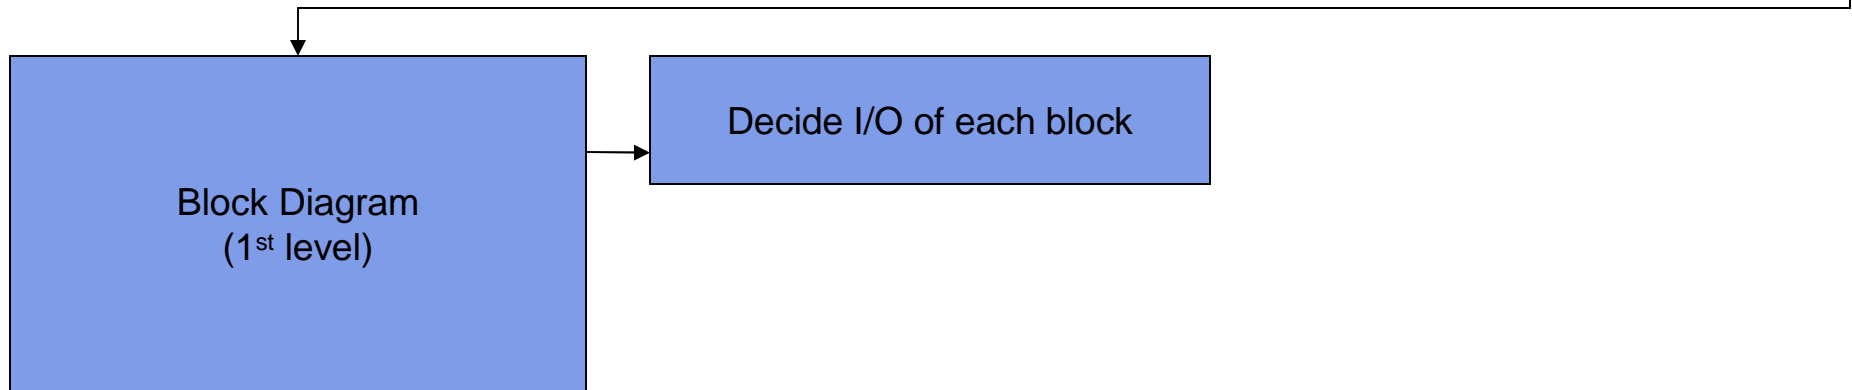 Decide I/O of each block
Block Diagram
(1st level)